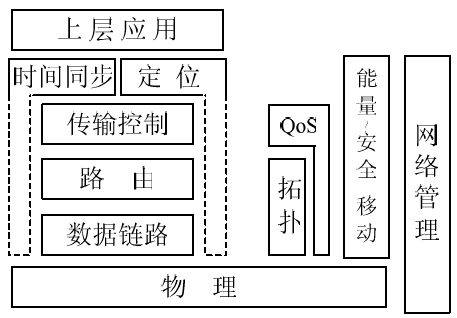 上层应用
时间同步
定 位
传输控制
路 由
数据链路
QoS
拓扑
能量/安全 移动
网络管理
物 理